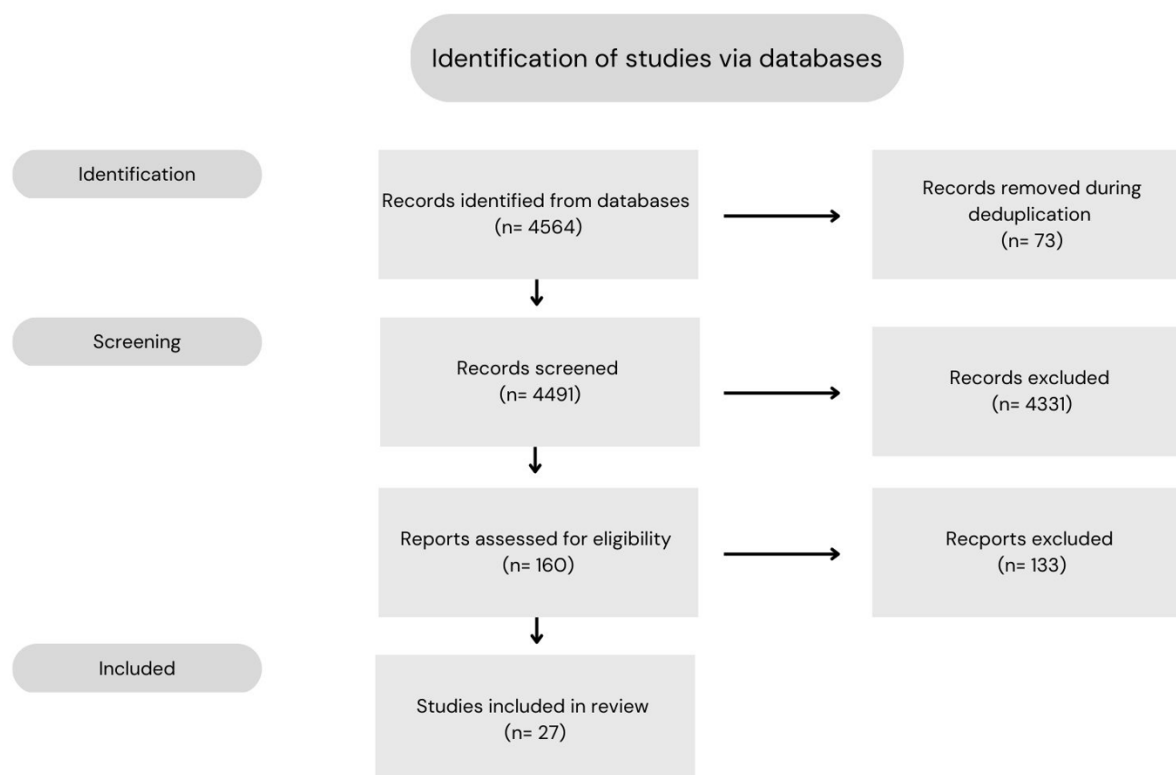 Identification of studies via databases
Identification
Records identified from databases
(n= 4564)
Records removed during
deduplication
(n= 73)
Screening
Records screened
(n= 4491)
Records excluded
(n= 4331)
Reports assessed for eligibility
(n= 160)
Recports excluded
(n= 133)
Included
Studies included in review
(n= 27)